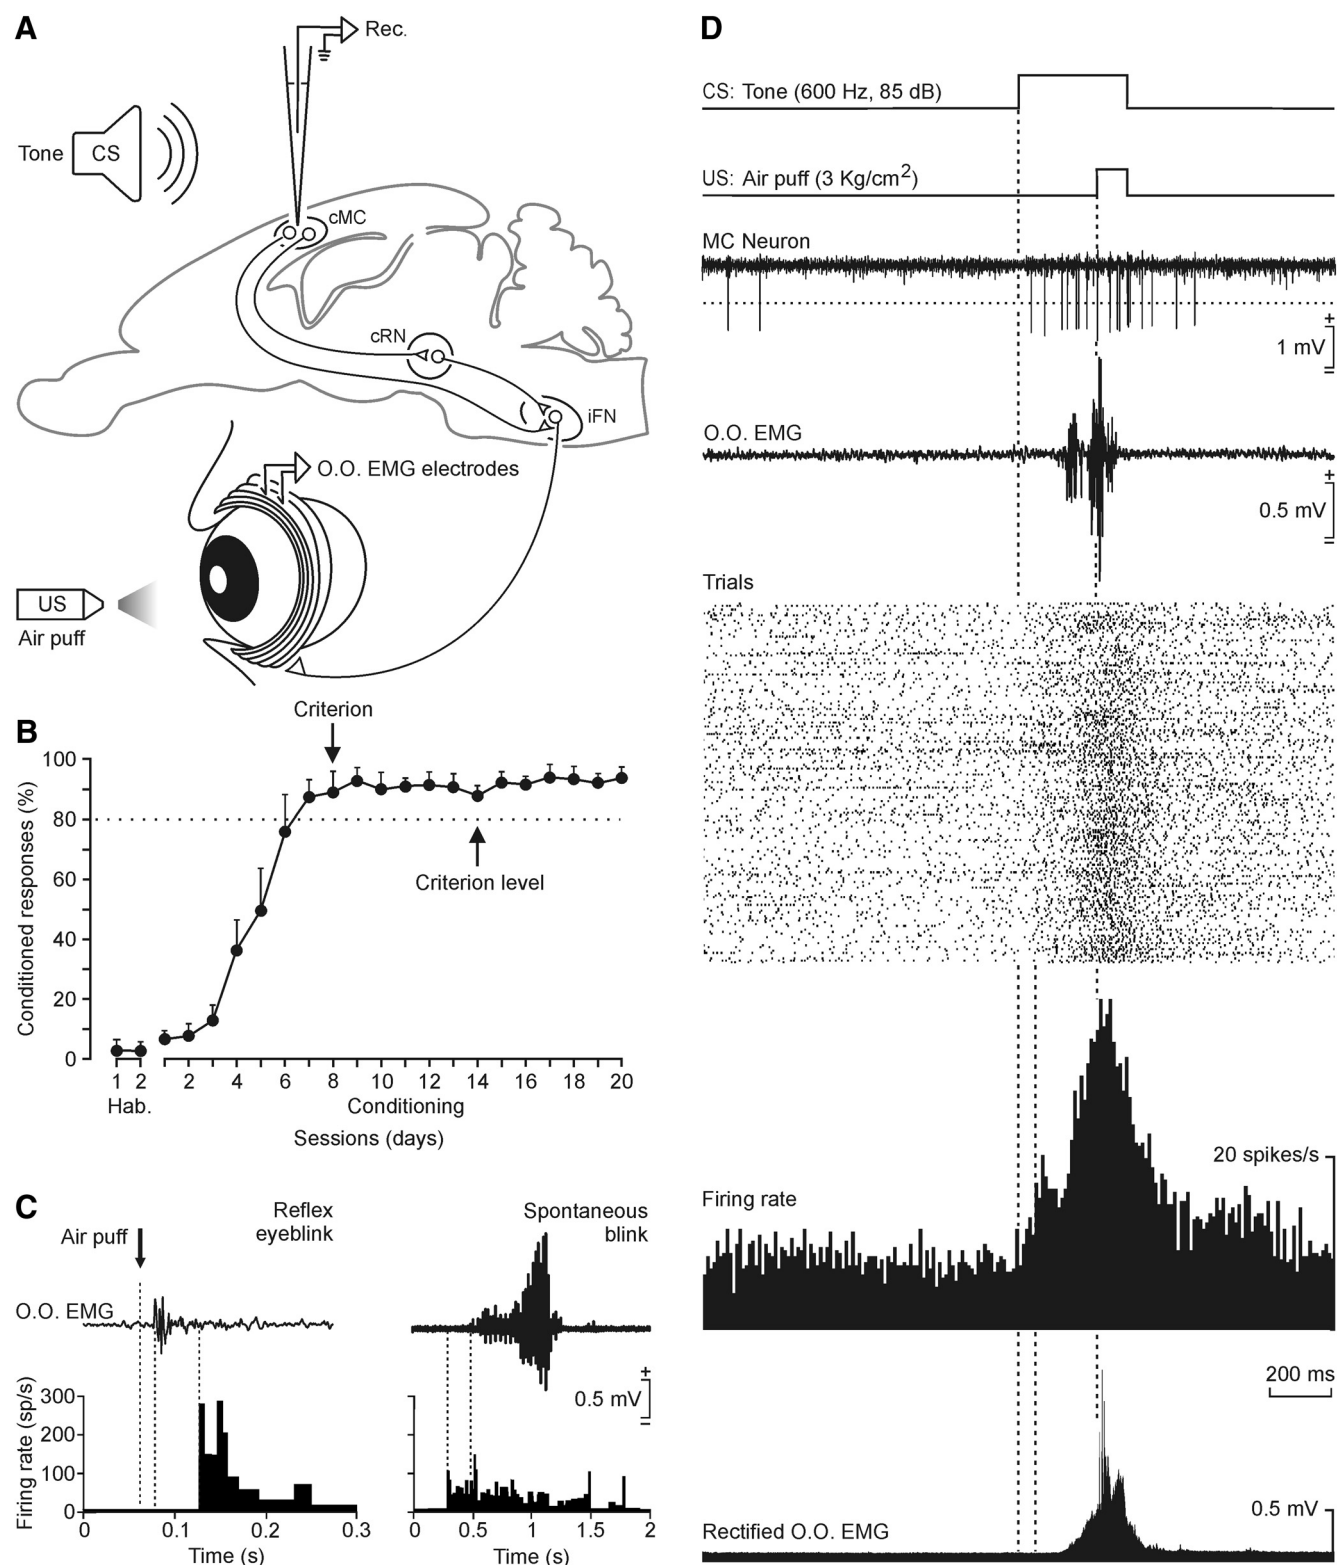 A
Rec.
Tone
CS
cMC
cRN
iFN
O.O. EMG electrodes
US
Air puff
B
Criterion
Conditioned responses (%)
100
80
60
40
20
0
Criterion level
1 2 2 4 6 8 10 12 14 16 18 20
Hab. Conditioning
Sessions (days)
C
Air puff
Reflex
eyeblink
Spontaneous
blink
O.O. EMG
+
0.5 mV
=
Firing rate (sp/s)
300
200
100
0
0 0.1 0.2 0.3
Time (s)
0 0.5 1 1.5 2
Time (s)
D
CS: Tone (600 Hz, 85 dB)
US: Air puff (3 Kg/cm²)
MC Neuron
+
1 mV
=
O.O. EMG
+
0.5 mV
=
Trials
20 spikes/s
Firing rate
200 ms
0.5 mV
Rectified O.O. EMG